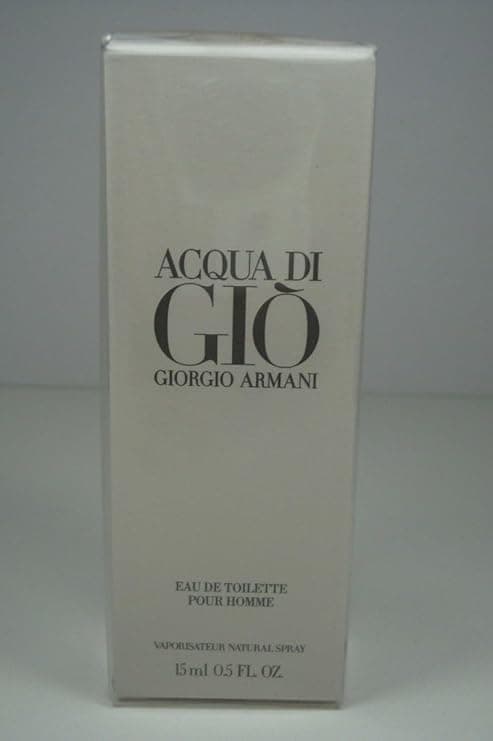 ACQUA DI
GIÒ
GIORGIO ARMANI
EAU DE TOILETTE
POUR HOMME
VAPORISATEUR NATURAL SPRAY
15 ml 0.5 FL. OZ.